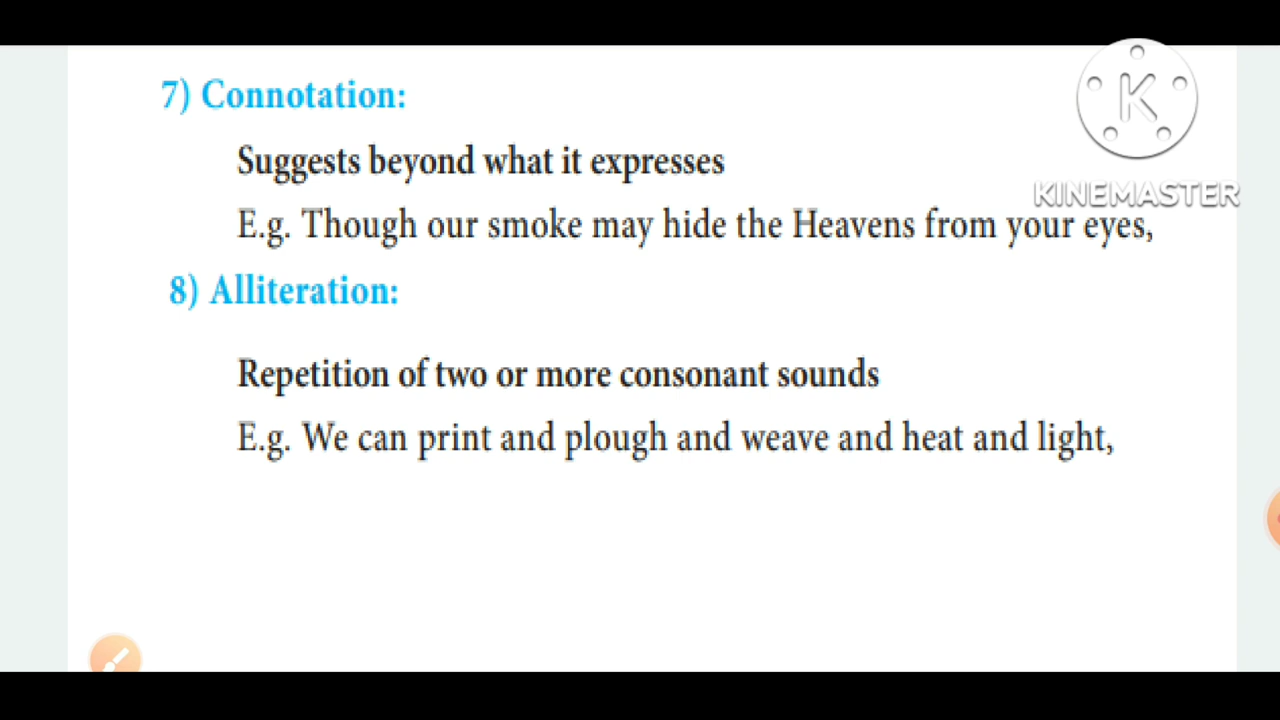 7) Connotation:
Suggests beyond what it expresses
KINEMASTER
E.g. Though our smoke may hide the Heavens from your eyes,
8) Alliteration:
Repetition of two or more consonant sounds
E.g. We can print and plough and weave and heat and light,